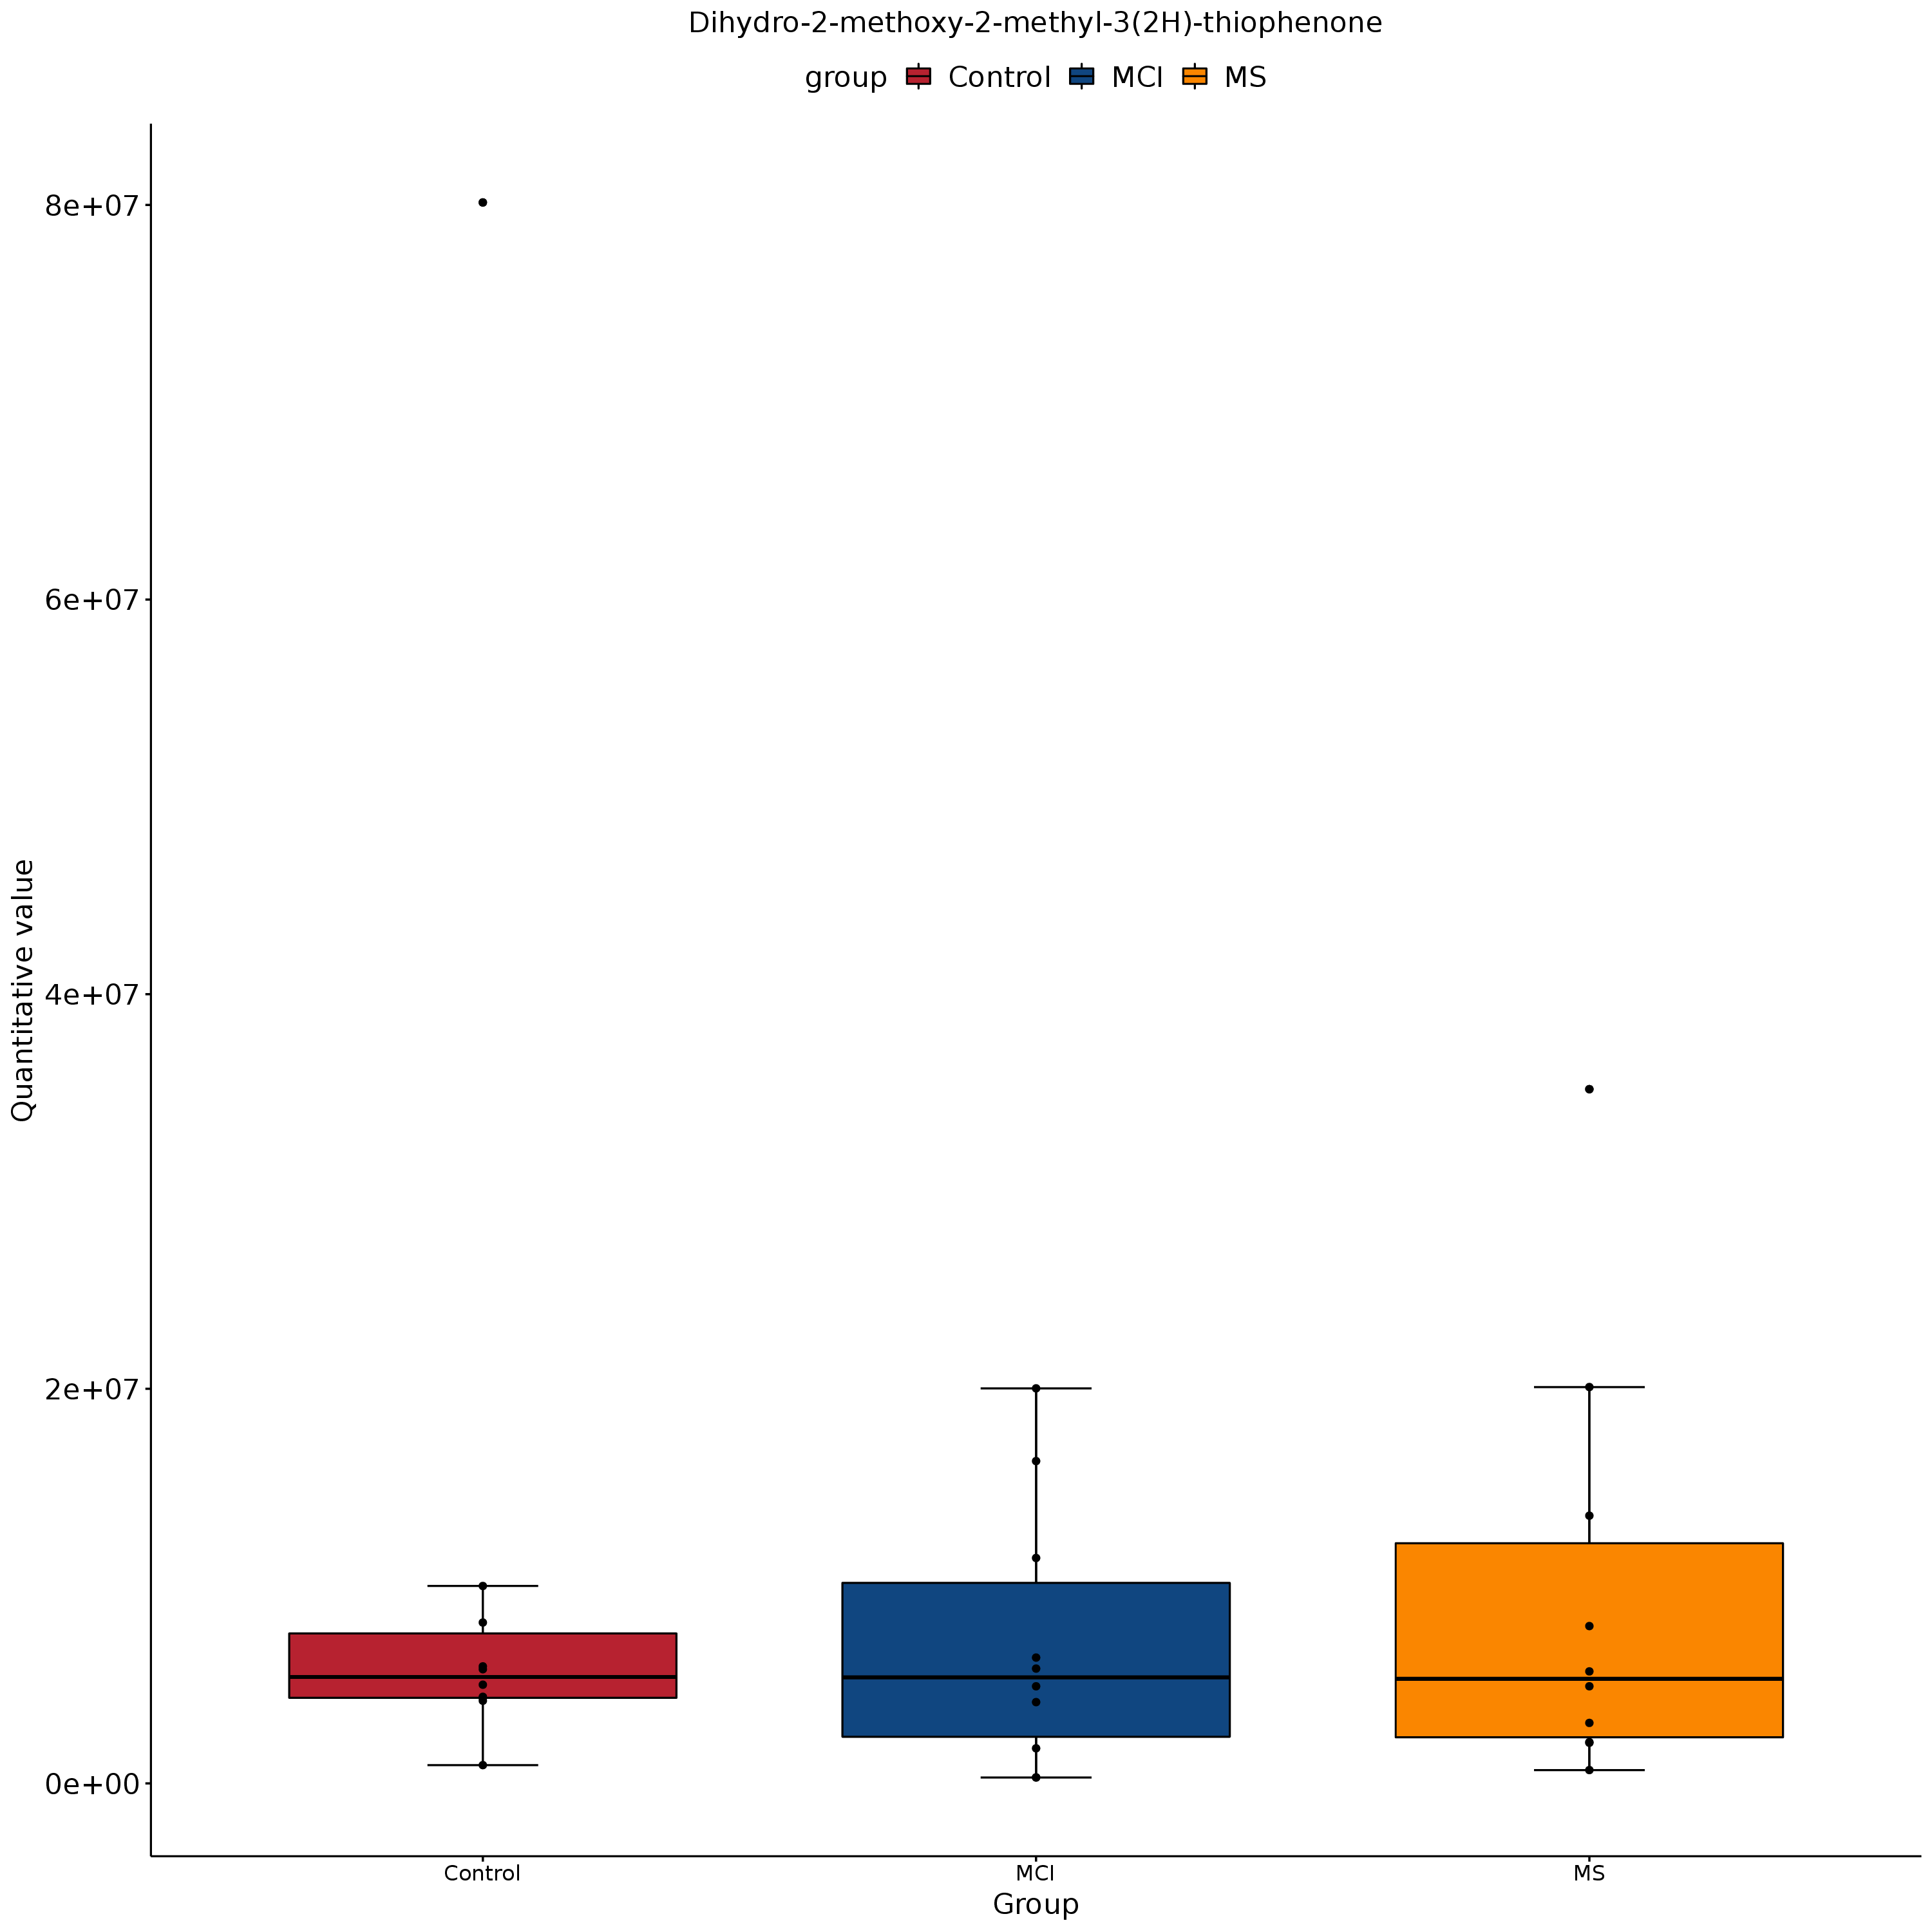 Dihydro-2-methoxy-2-methyl-3(2H)-thiophenone
group Control MCI MS
Quantitative value
8e+07
6e+07
4e+07
2e+07
0e+00
Control MCI MS
Group